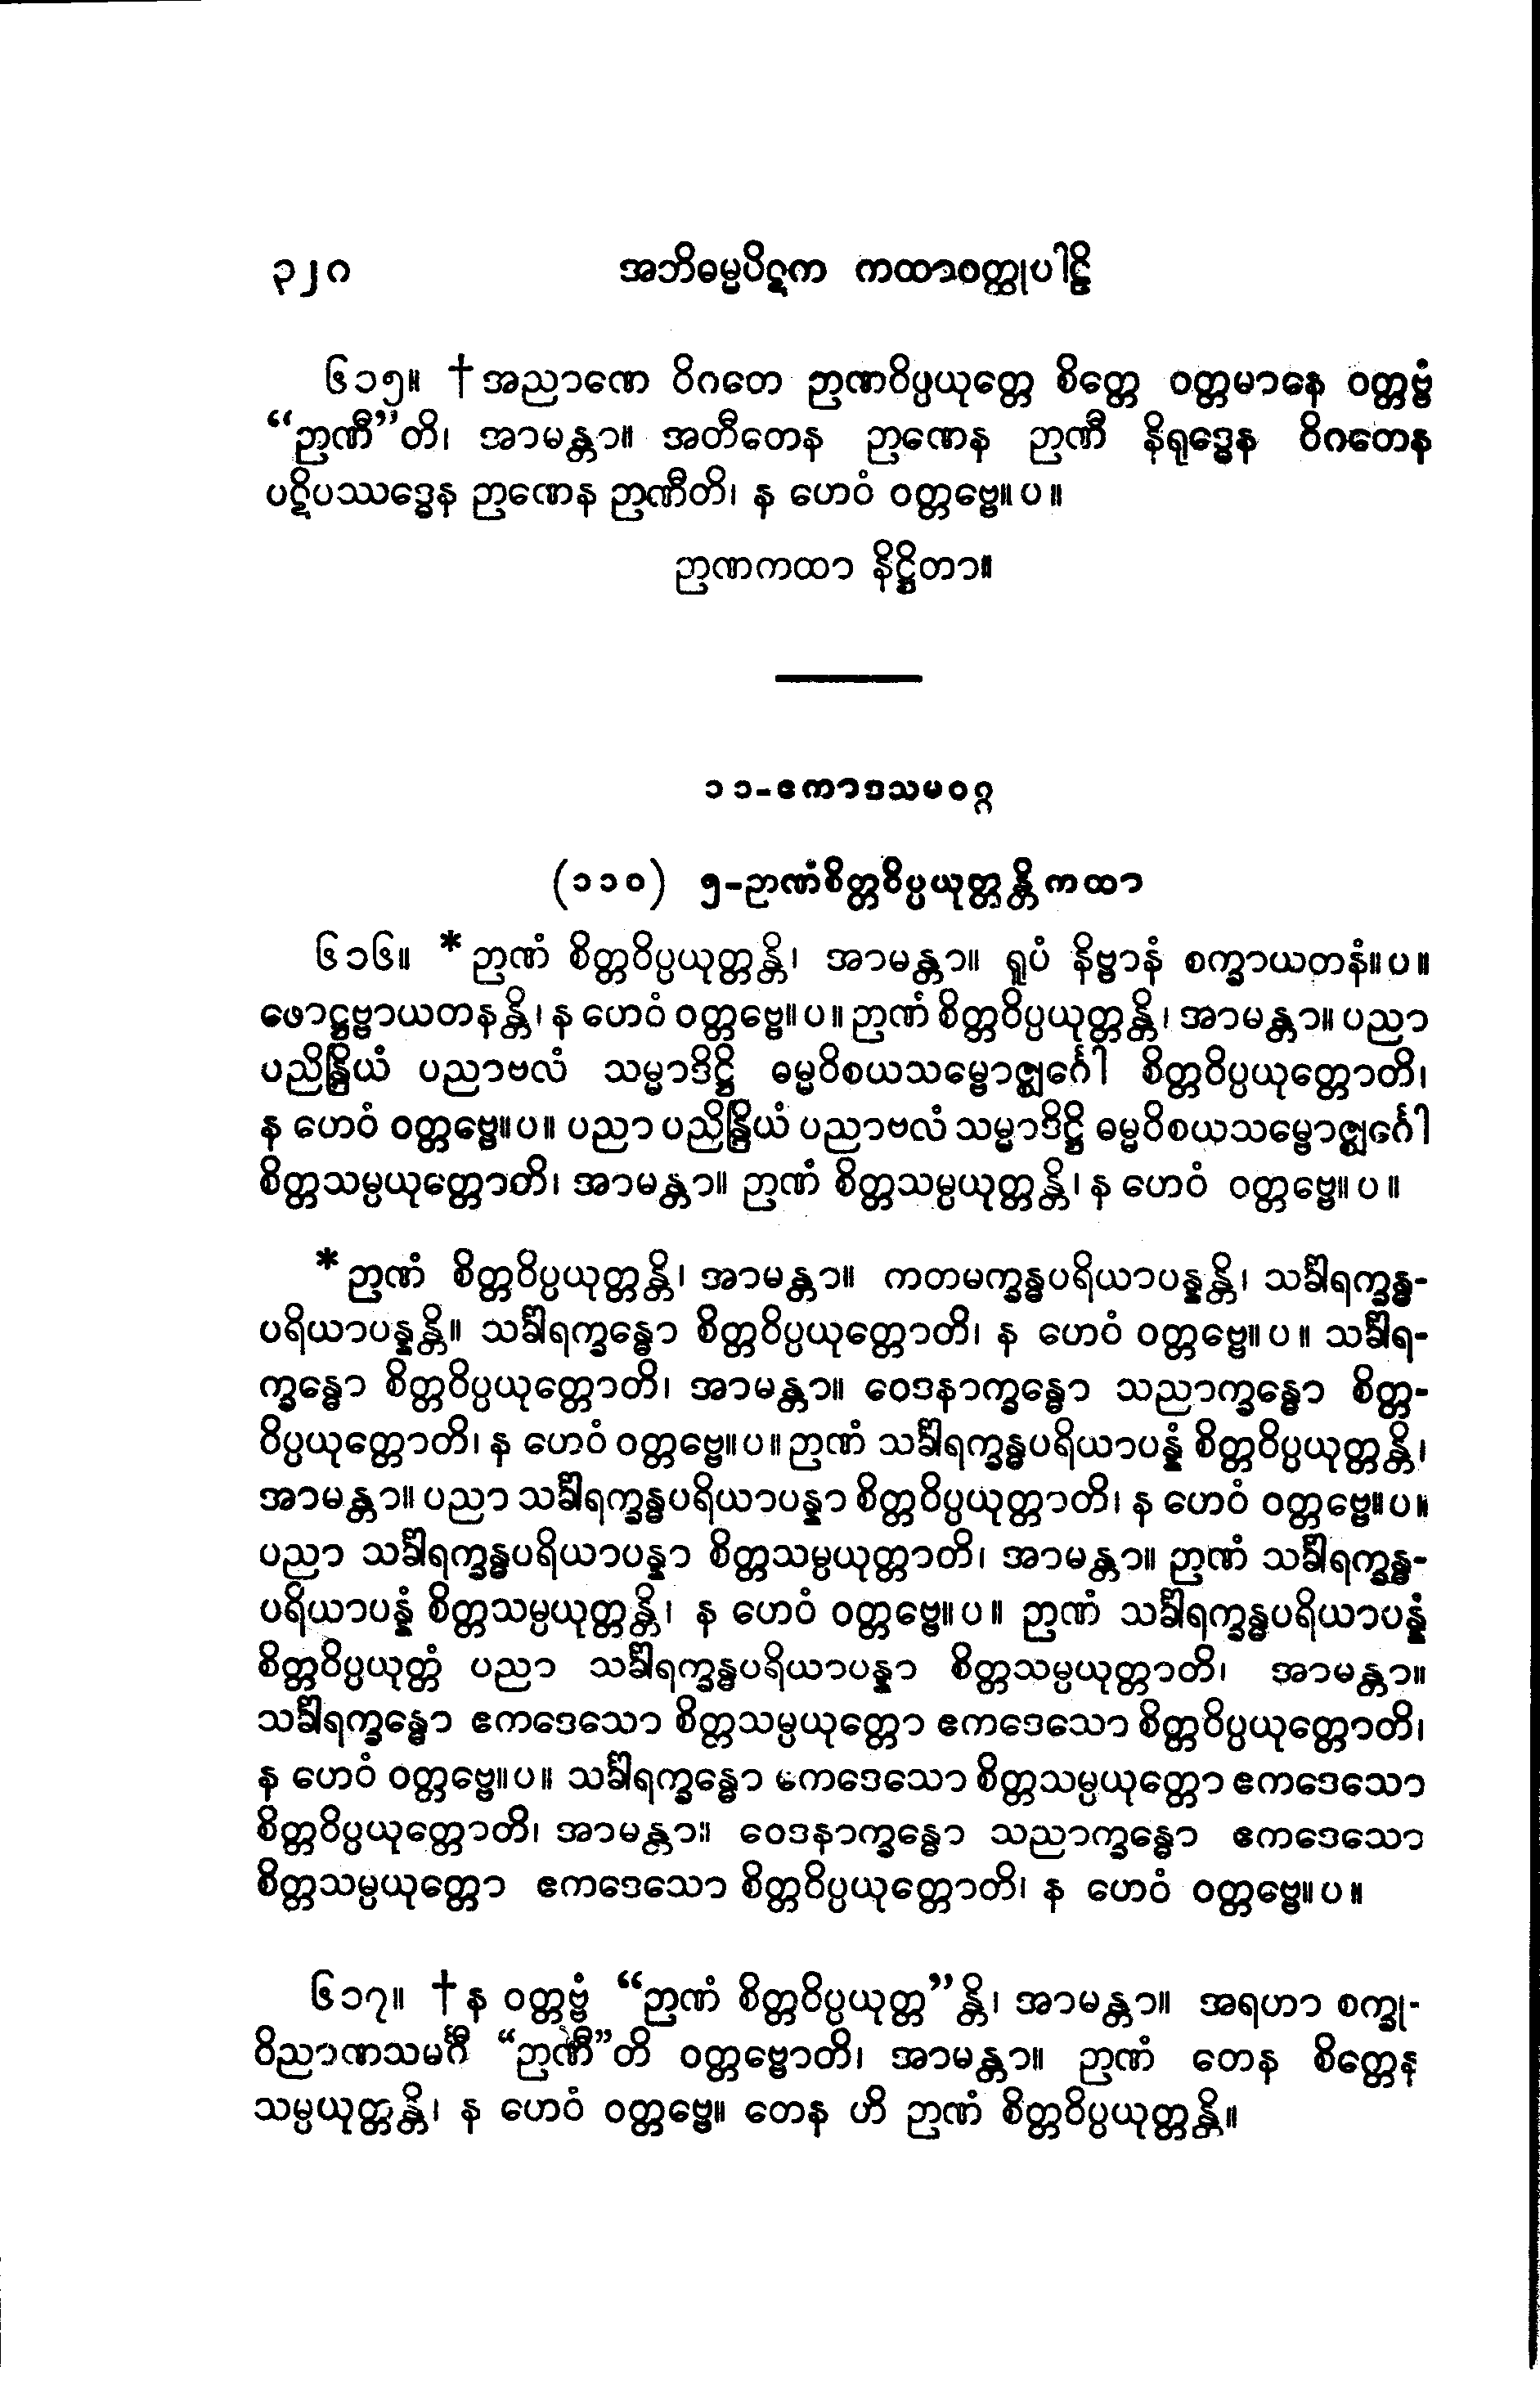 ၃၂၈ အဘိဓမ္မပိဋက ကထာဝတ္ထုပါဠိ
၆၁၅။ †အညာဏေ ဝိဂတေ ဉာဏဝိပ္ပယုတ္တေ စိတ္တေ ဝတ္တမာနေ ဝတ္တဗ္ဗံ
“ဉာဏီ”တိ၊ အာမန္တာ။ အတီတေန ဉာဏေန ဉာဏီ နိရုဒ္ဓေန ဝိဂတေန
ပဋိပဿဒ္ဓေန ဉာဏေန ဉာဏီတိ၊ န ဟေဝံ ဝတ္တဗ္ဗေ။ပ။
ဉာဏကထာ နိဋ္ဌိတာ။
၁၁-ဧကာဒသမဝဂ္ဂ
(၁၁၀) ၅-ဉာဏံစိတ္တဝိပ္ပယုတ္တန္တိကထာ
၆၁၆။ *ဉာဏံ စိတ္တဝိပ္ပယုတ္တန္တိ၊ အာမန္တာ။ ရူပံ နိဗ္ဗာနံ စက္ခာယတနံ။ပ။
ဖောဋ္ဌဗ္ဗာယတနန္တိ၊ န ဟေဝံ ဝတ္တဗ္ဗေ။ပ။ ဉာဏံ စိတ္တဝိပ္ပယုတ္တန္တိ၊ အာမန္တာ။ ပညာ
ပညိန္ဒြိယံ ပညာဗလံ သမ္မာဒိဋ္ဌိ ဓမ္မဝိစယသမ္ဗောဇ္ဈင်္ဂေါ စိတ္တဝိပ္ပယုတ္တောတိ၊
န ဟေဝံ ဝတ္တဗ္ဗေ။ပ။ ပညာ ပညိန္ဒြိယံ ပညာဗလံ သမ္မာဒိဋ္ဌိ ဓမ္မဝိစယသမ္ဗောဇ္ဈင်္ဂေါ
စိတ္တသမ္ပယုတ္တောတိ၊ အာမန္တာ။ ဉာဏံ စိတ္တသမ္ပယုတ္တန္တိ၊ န ဟေဝံ ဝတ္တဗ္ဗေ။ပ။
*ဉာဏံ စိတ္တဝိပ္ပယုတ္တန္တိ၊ အာမန္တာ။ ကတမက္ခန္ဓပရိယာပန္နန္တိ၊ သင်္ခါရက္ခန္ဓ-
ပရိယာပန္နန္တိ။ သင်္ခါရက္ခန္ဓော စိတ္တဝိပ္ပယုတ္တောတိ၊ န ဟေဝံ ဝတ္တဗ္ဗေ။ပ။ သင်္ခါရ-
က္ခန္ဓော စိတ္တဝိပ္ပယုတ္တောတိ၊ အာမန္တာ။ ဝေဒနာက္ခန္ဓော သညာက္ခန္ဓော စိတ္တ-
ဝိပ္ပယုတ္တောတိ၊ န ဟေဝံ ဝတ္တဗ္ဗေ။ပ။ ဉာဏံ သင်္ခါရက္ခန္ဓပရိယာပန္နံ စိတ္တဝိပ္ပယုတ္တန္တိ၊
အာမန္တာ။ ပညာ သင်္ခါရက္ခန္ဓပရိယာပန္နာ စိတ္တဝိပ္ပယုတ္တာတိ၊ န ဟေဝံ ဝတ္တဗ္ဗေ။ပ။
ပညာ သင်္ခါရက္ခန္ဓပရိယာပန္နာ စိတ္တသမ္ပယုတ္တာတိ၊ အာမန္တာ။ ဉာဏံ သင်္ခါရက္ခန္ဓ-
ပရိယာပန္နံ စိတ္တသမ္ပယုတ္တန္တိ၊ န ဟေဝံ ဝတ္တဗ္ဗေ။ပ။ ဉာဏံ သင်္ခါရက္ခန္ဓပရိယာပန္နံ
စိတ္တဝိပ္ပယုတ္တံ ပညာ သင်္ခါရက္ခန္ဓပရိယာပန္နာ စိတ္တသမ္ပယုတ္တာတိ၊ အာမန္တာ။
သင်္ခါရက္ခန္ဓော ဧကဒေသော စိတ္တသမ္ပယုတ္တော ဧကဒေသော စိတ္တဝိပ္ပယုတ္တောတိ၊
န ဟေဝံ ဝတ္တဗ္ဗေ။ပ။ သင်္ခါရက္ခန္ဓော ဧကဒေသော စိတ္တသမ္ပယုတ္တော ဧကဒေသော
စိတ္တဝိပ္ပယုတ္တောတိ၊ အာမန္တာ။ ဝေဒနာက္ခန္ဓော သညာက္ခန္ဓော ဧကဒေသော
စိတ္တသမ္ပယုတ္တော ဧကဒေသော စိတ္တဝိပ္ပယုတ္တောတိ၊ န ဟေဝံ ဝတ္တဗ္ဗေ။ပ။
၆၁၇။ †န ဝတ္တဗ္ဗံ “ဉာဏံ စိတ္တဝိပ္ပယုတ္တ”န္တိ၊ အာမန္တာ။ အရဟာ စက္ခု-
ဝိညာဏသမင်္ဂီ “ဉာဏီ”တိ ဝတ္တဗ္ဗောတိ၊ အာမန္တာ။ ဉာဏံ တေန စိတ္တေန
သမ္ပယုတ္တန္တိ၊ န ဟေဝံ ဝတ္တဗ္ဗေ။ တေန ဟိ ဉာဏံ စိတ္တဝိပ္ပယုတ္တန္တိ။